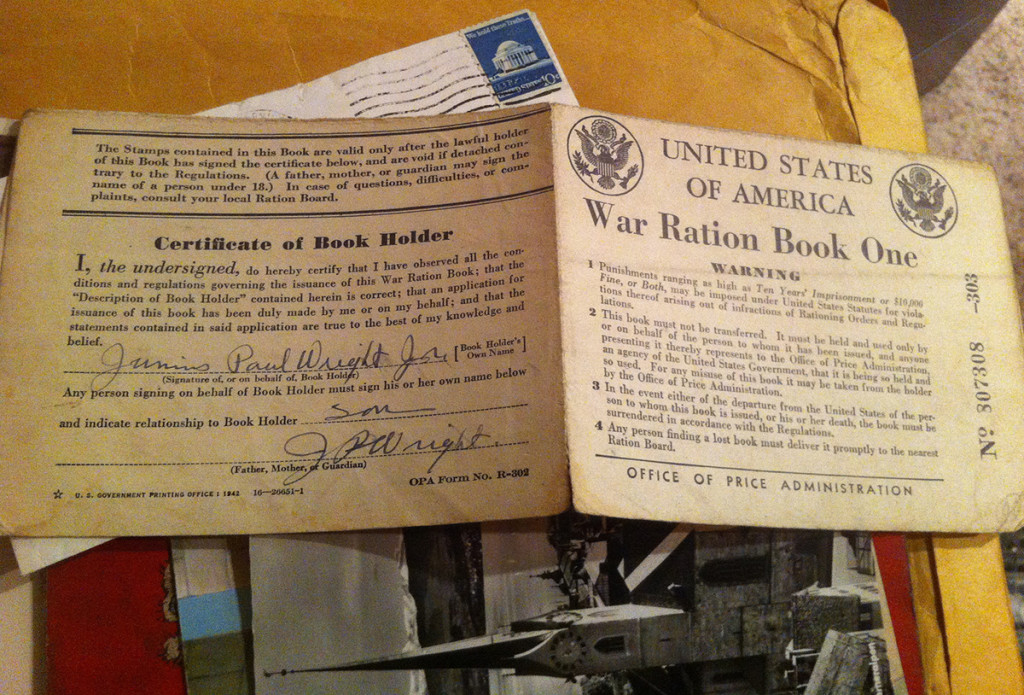 We hold these Truths...
The Stamps contained in this Book are valid only after the lawful holder
of this Book has signed the certificate below, and are void if detached con-
trary to the Regulations. (A father, mother, or guardian may sign the
name of a person under 18.) In case of questions, difficulties, or com-
plaints, consult your local Ration Board.
Certificate of Book Holder
I, the undersigned, do hereby certify that I have observed all the con-
ditions and regulations governing the issuance of this War Ration Book; that the
"Description of Book Holder" contained herein is correct; that an application for
issuance of this book has been duly made by me or on my behalf; and that the
statements contained in said application are true to the best of my knowledge and
belief.
Junius Paul Wright [Book Holder's
Own Name]
(Signature of, or on behalf of, Book Holder)
Any person signing on behalf of Book Holder must sign his or her own name below
and indicate relationship to Book Holder son
JPWright
(Father, Mother, or Guardian)
OPA Form No. R-302
☆ U. S. GOVERNMENT PRINTING OFFICE : 1942 16—26651-1
UNITED STATES
OF AMERICA
War Ration Book One
WARNING
1 Punishments ranging as high as Ten Years' Imprisonment or $10,000
Fine, or Both, may be imposed under United States Statutes for viola-
tions thereof arising out of infractions of Rationing Orders and Regu-
lations.
2 This book must not be transferred. It must be held and used only by
or on behalf of the person to whom it has been issued, and anyone
presenting it thereby represents to the Office of Price Administration,
an agency of the United States Government, that it is being so held and
so used. For any misuse of this book it may be taken from the holder
by the Office of Price Administration.
3 In the event either of the departure from the United States of the per-
son to whom this book is issued, or his or her death, the book must be
surrendered in accordance with the Regulations.
4 Any person finding a lost book must deliver it promptly to the nearest
Ration Board.
OFFICE OF PRICE ADMINISTRATION
No 807308 -303